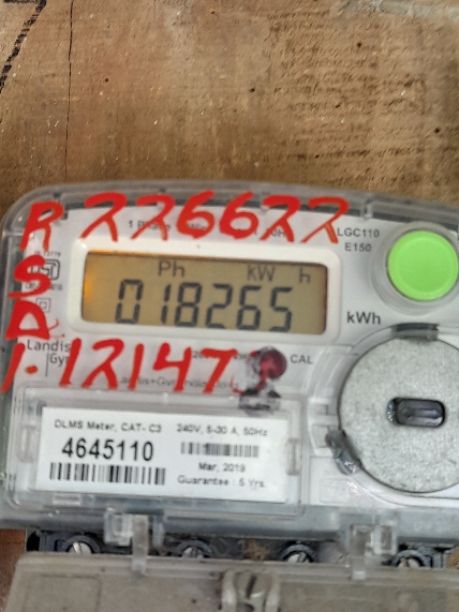 R 226622
LGC110
E150
S
Ph kW h
018265
kWh
D
Landis
Gyr
CAL
1.12147
DLMS Meter, CAT- C3
240V, 5-30 A, 50Hz
4645110
Mar, 2019
Guarantee : 5 Yrs.